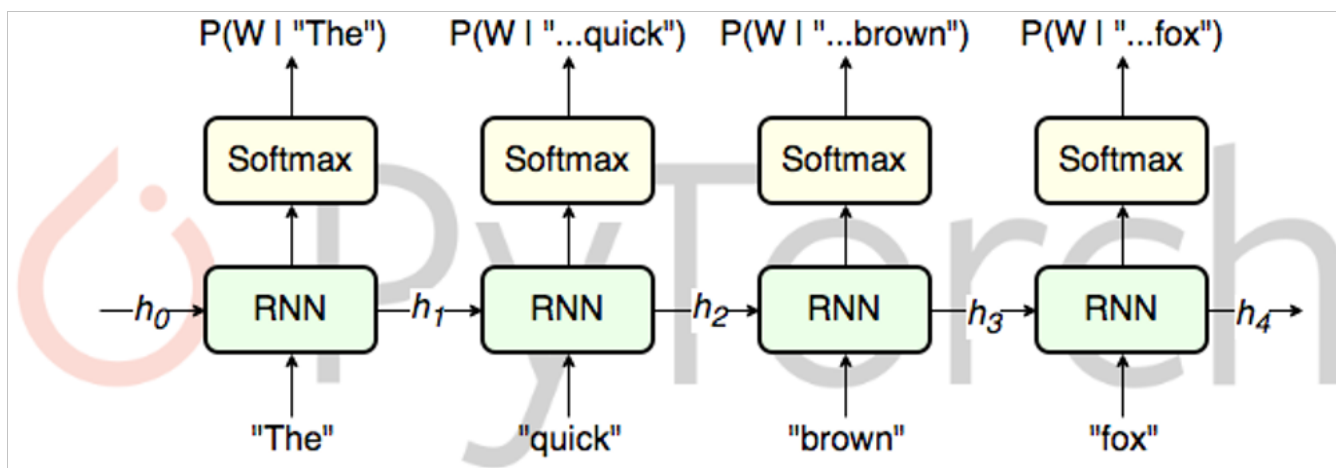 P(W | "The") P(W | "...quick") P(W | "...brown") P(W | "...fox")
Softmax Softmax Softmax Softmax
PyTorch
h0 RNN h1 RNN h2 RNN h3 RNN h4
"The" "quick" "brown" "fox"